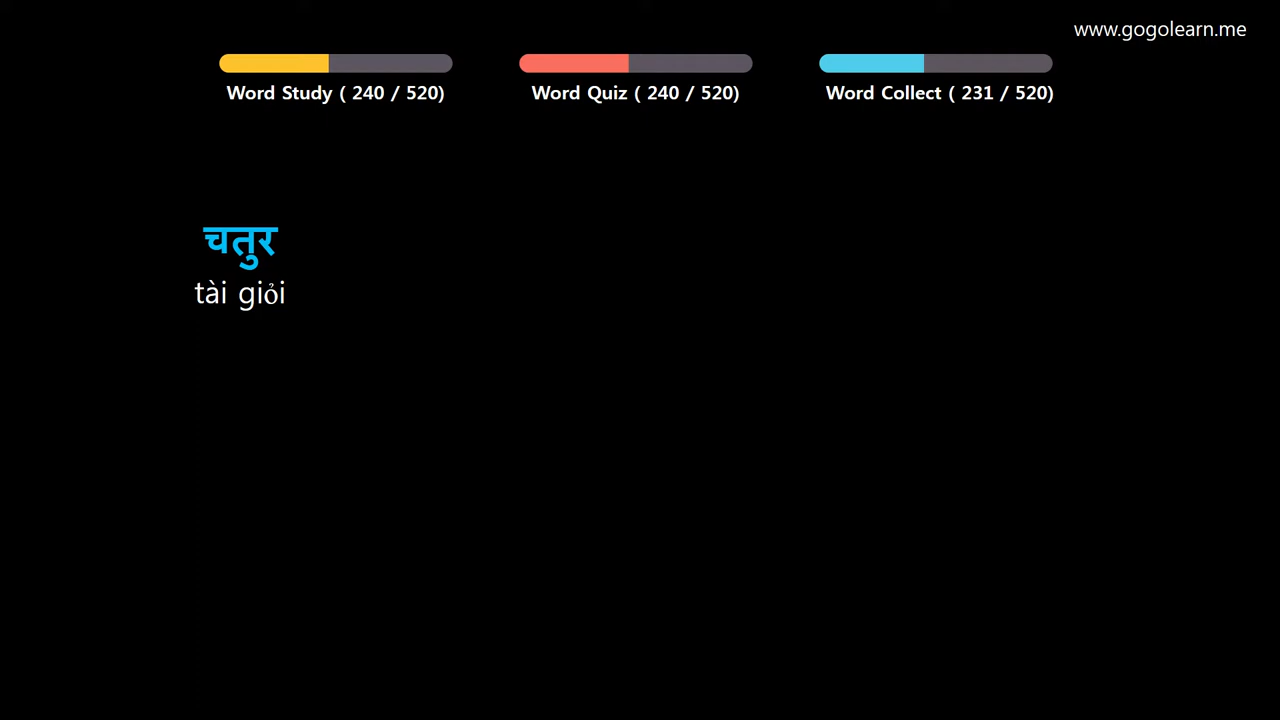 www.gogolearn.me
Word Study ( 240 / 520)
Word Quiz ( 240 / 520)
Word Collect ( 231 / 520)
चतुर
tài giỏi